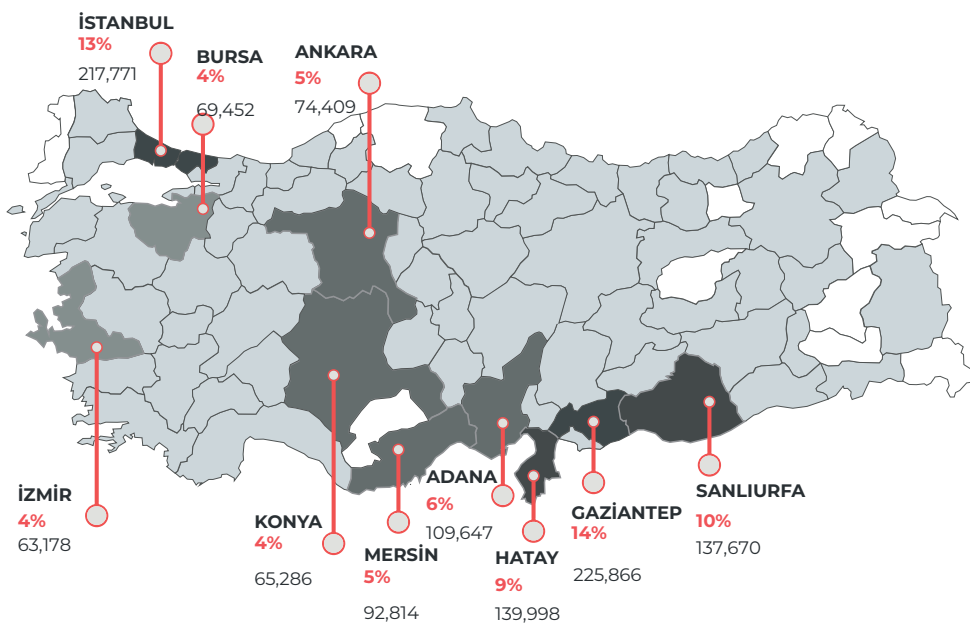 İSTANBUL
13%
217,771
BURSA
4%
69,452
ANKARA
5%
74,409
İZMİR
4%
63,178
KONYA
4%
65,286
MERSİN
5%
92,814
ADANA
6%
109,647
HATAY
9%
139,998
GAZİANTEP
14%
225,866
SANLIURFA
10%
137,670